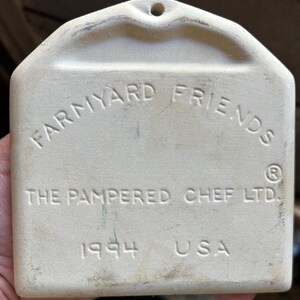 FARMYARD FRIENDS
®
THE PAMPERED CHEF LTD.
1994 USA